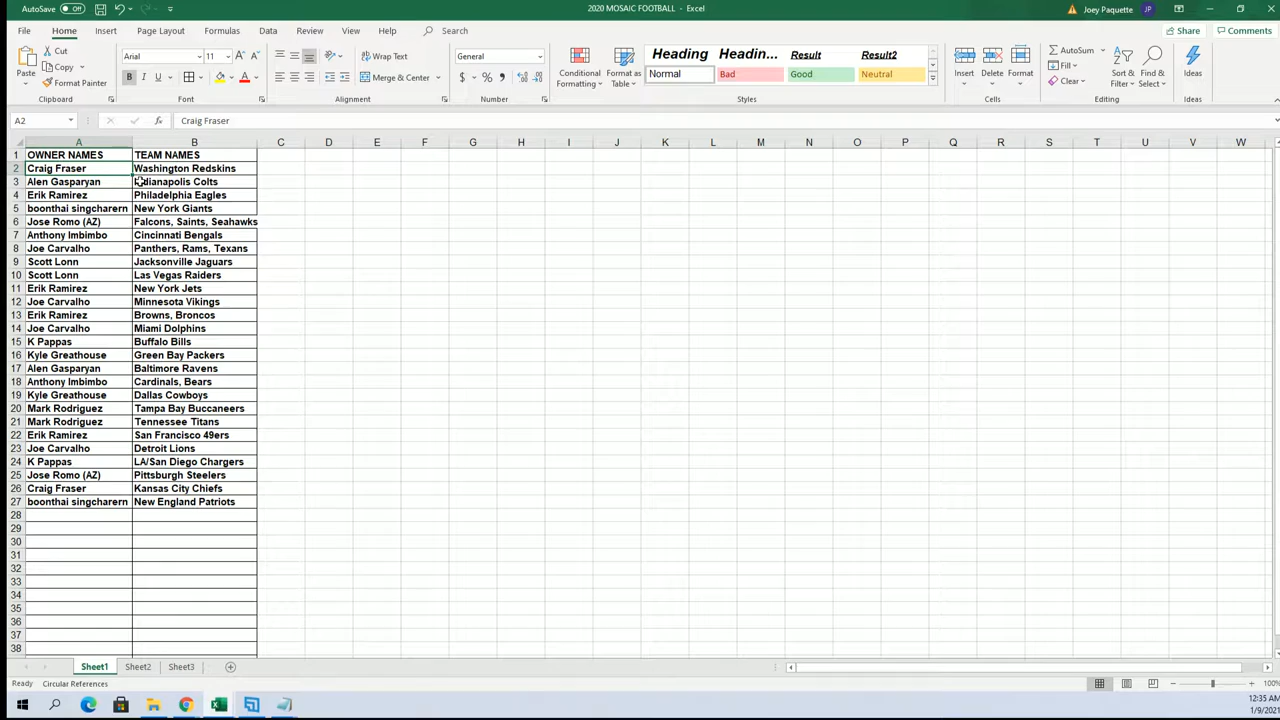 AutoSave Off 2020 MOSAIC FOOTBALL - Excel Joey Paquette JP
File Home Insert Page Layout Formulas Data Review View Help Search Share Comments
Paste Cut Copy Format Painter Clipboard
Arial 11 B I U Font
Wrap Text Merge & Center Alignment
General $ % Number
Conditional Formatting Format as Table
Heading Headin... Result Result2
Normal Bad Good Neutral
Styles
Insert Delete Format Cells
AutoSum Fill Clear Sort & Filter Find & Select Editing
Ideas Ideas
A2 fx Craig Fraser
A B C D E F G H I J K L M N O P Q R S T U V W
1 OWNER NAMES TEAM NAMES
2 Craig Fraser Washington Redskins
3 Alen Gasparyan Indianapolis Colts
4 Erik Ramirez Philadelphia Eagles
5 boonthai singcharern New York Giants
6 Jose Romo (AZ) Falcons, Saints, Seahawks
7 Anthony Imbimbo Cincinnati Bengals
8 Joe Carvalho Panthers, Rams, Texans
9 Scott Lonn Jacksonville Jaguars
10 Scott Lonn Las Vegas Raiders
11 Erik Ramirez New York Jets
12 Joe Carvalho Minnesota Vikings
13 Erik Ramirez Browns, Broncos
14 Joe Carvalho Miami Dolphins
15 K Pappas Buffalo Bills
16 Kyle Greathouse Green Bay Packers
17 Alen Gasparyan Baltimore Ravens
18 Anthony Imbimbo Cardinals, Bears
19 Kyle Greathouse Dallas Cowboys
20 Mark Rodriguez Tampa Bay Buccaneers
21 Mark Rodriguez Tennessee Titans
22 Erik Ramirez San Francisco 49ers
23 Joe Carvalho Detroit Lions
24 K Pappas LA/San Diego Chargers
25 Jose Romo (AZ) Pittsburgh Steelers
26 Craig Fraser Kansas City Chiefs
27 boonthai singcharern New England Patriots
28
29
30
31
32
33
34
35
36
37
38
Sheet1 Sheet2 Sheet3
Ready Circular References 100%
12:35 AM
1/9/2021